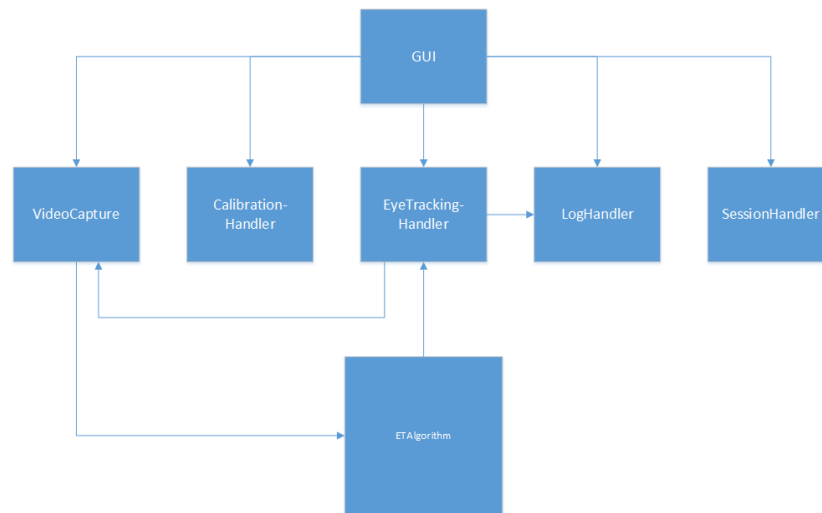 GUI
VideoCapture
Calibration-
Handler
EyeTracking-
Handler
LogHandler
SessionHandler
ETAlgorithm